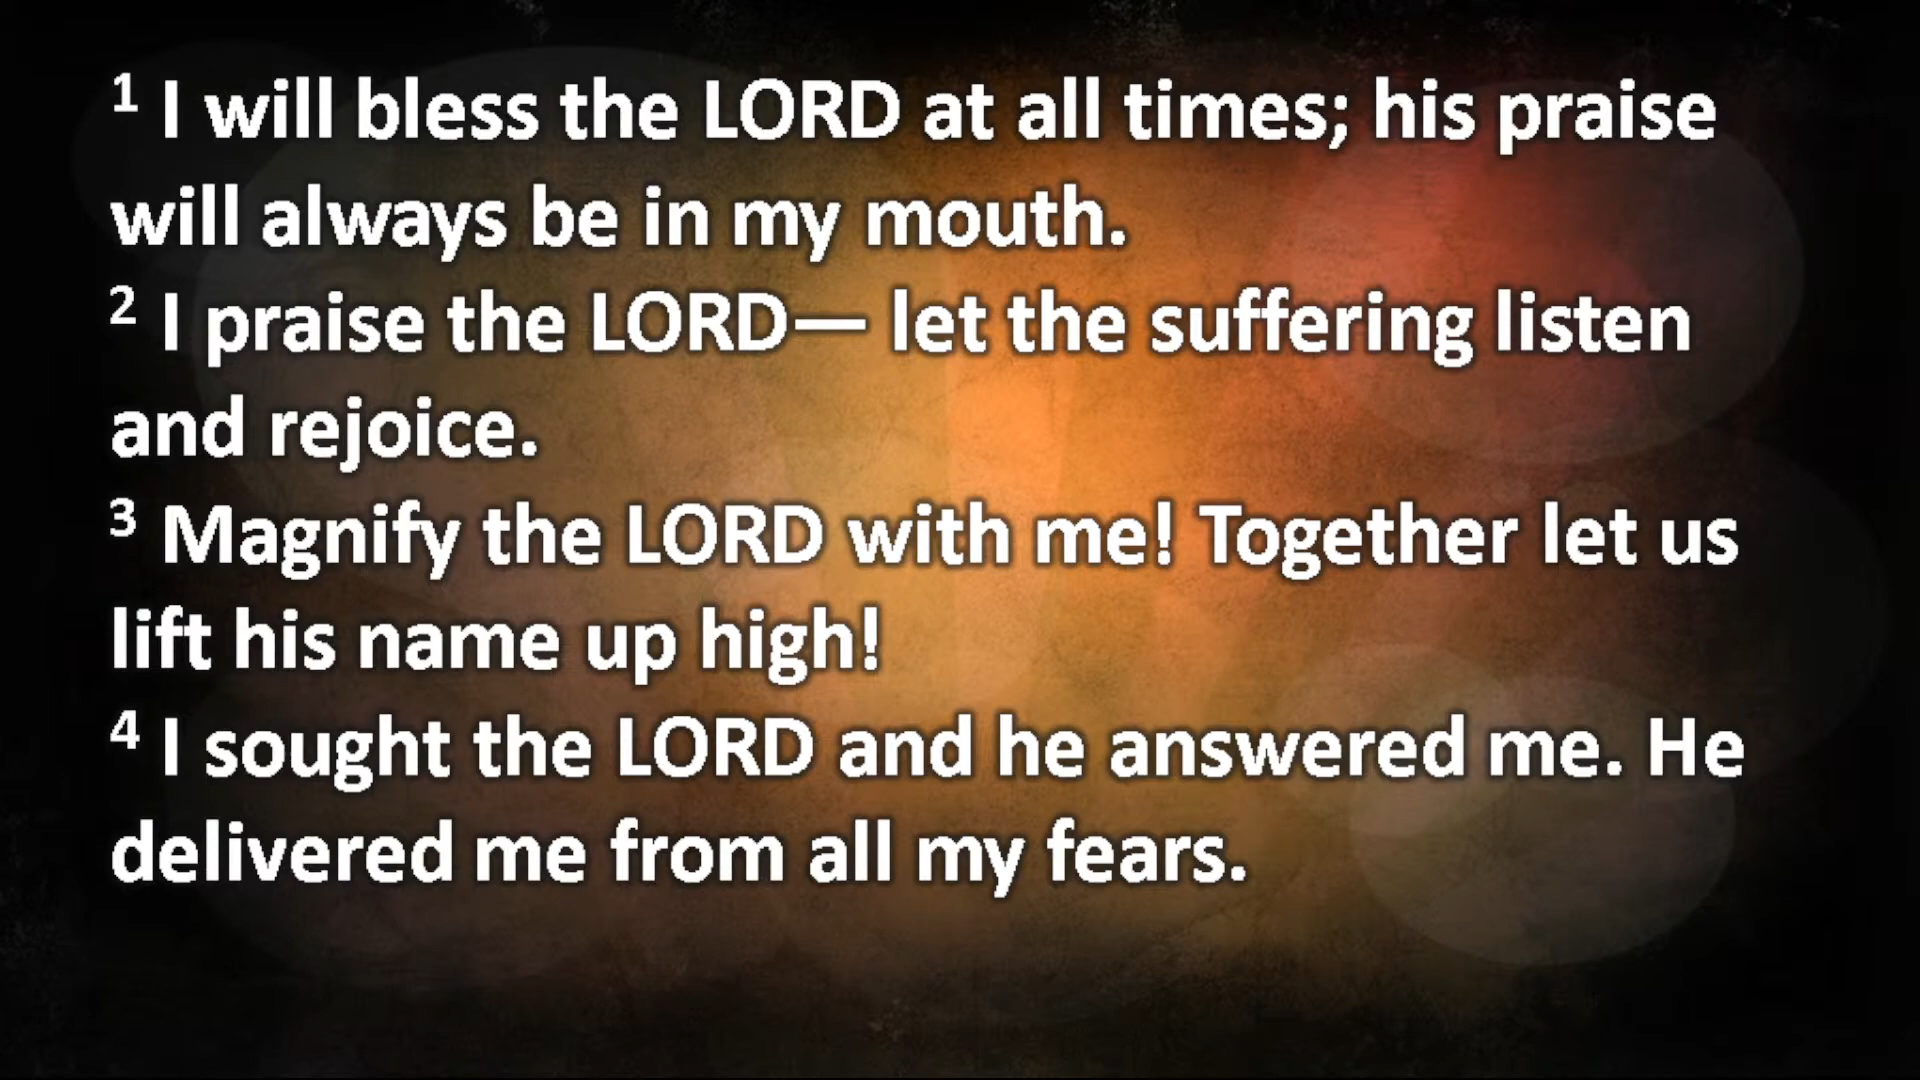 1 I will bless the LORD at all times; his praise
will always be in my mouth.
2 I praise the LORD— let the suffering listen
and rejoice.
3 Magnify the LORD with me! Together let us
lift his name up high!
4 I sought the LORD and he answered me. He
delivered me from all my fears.